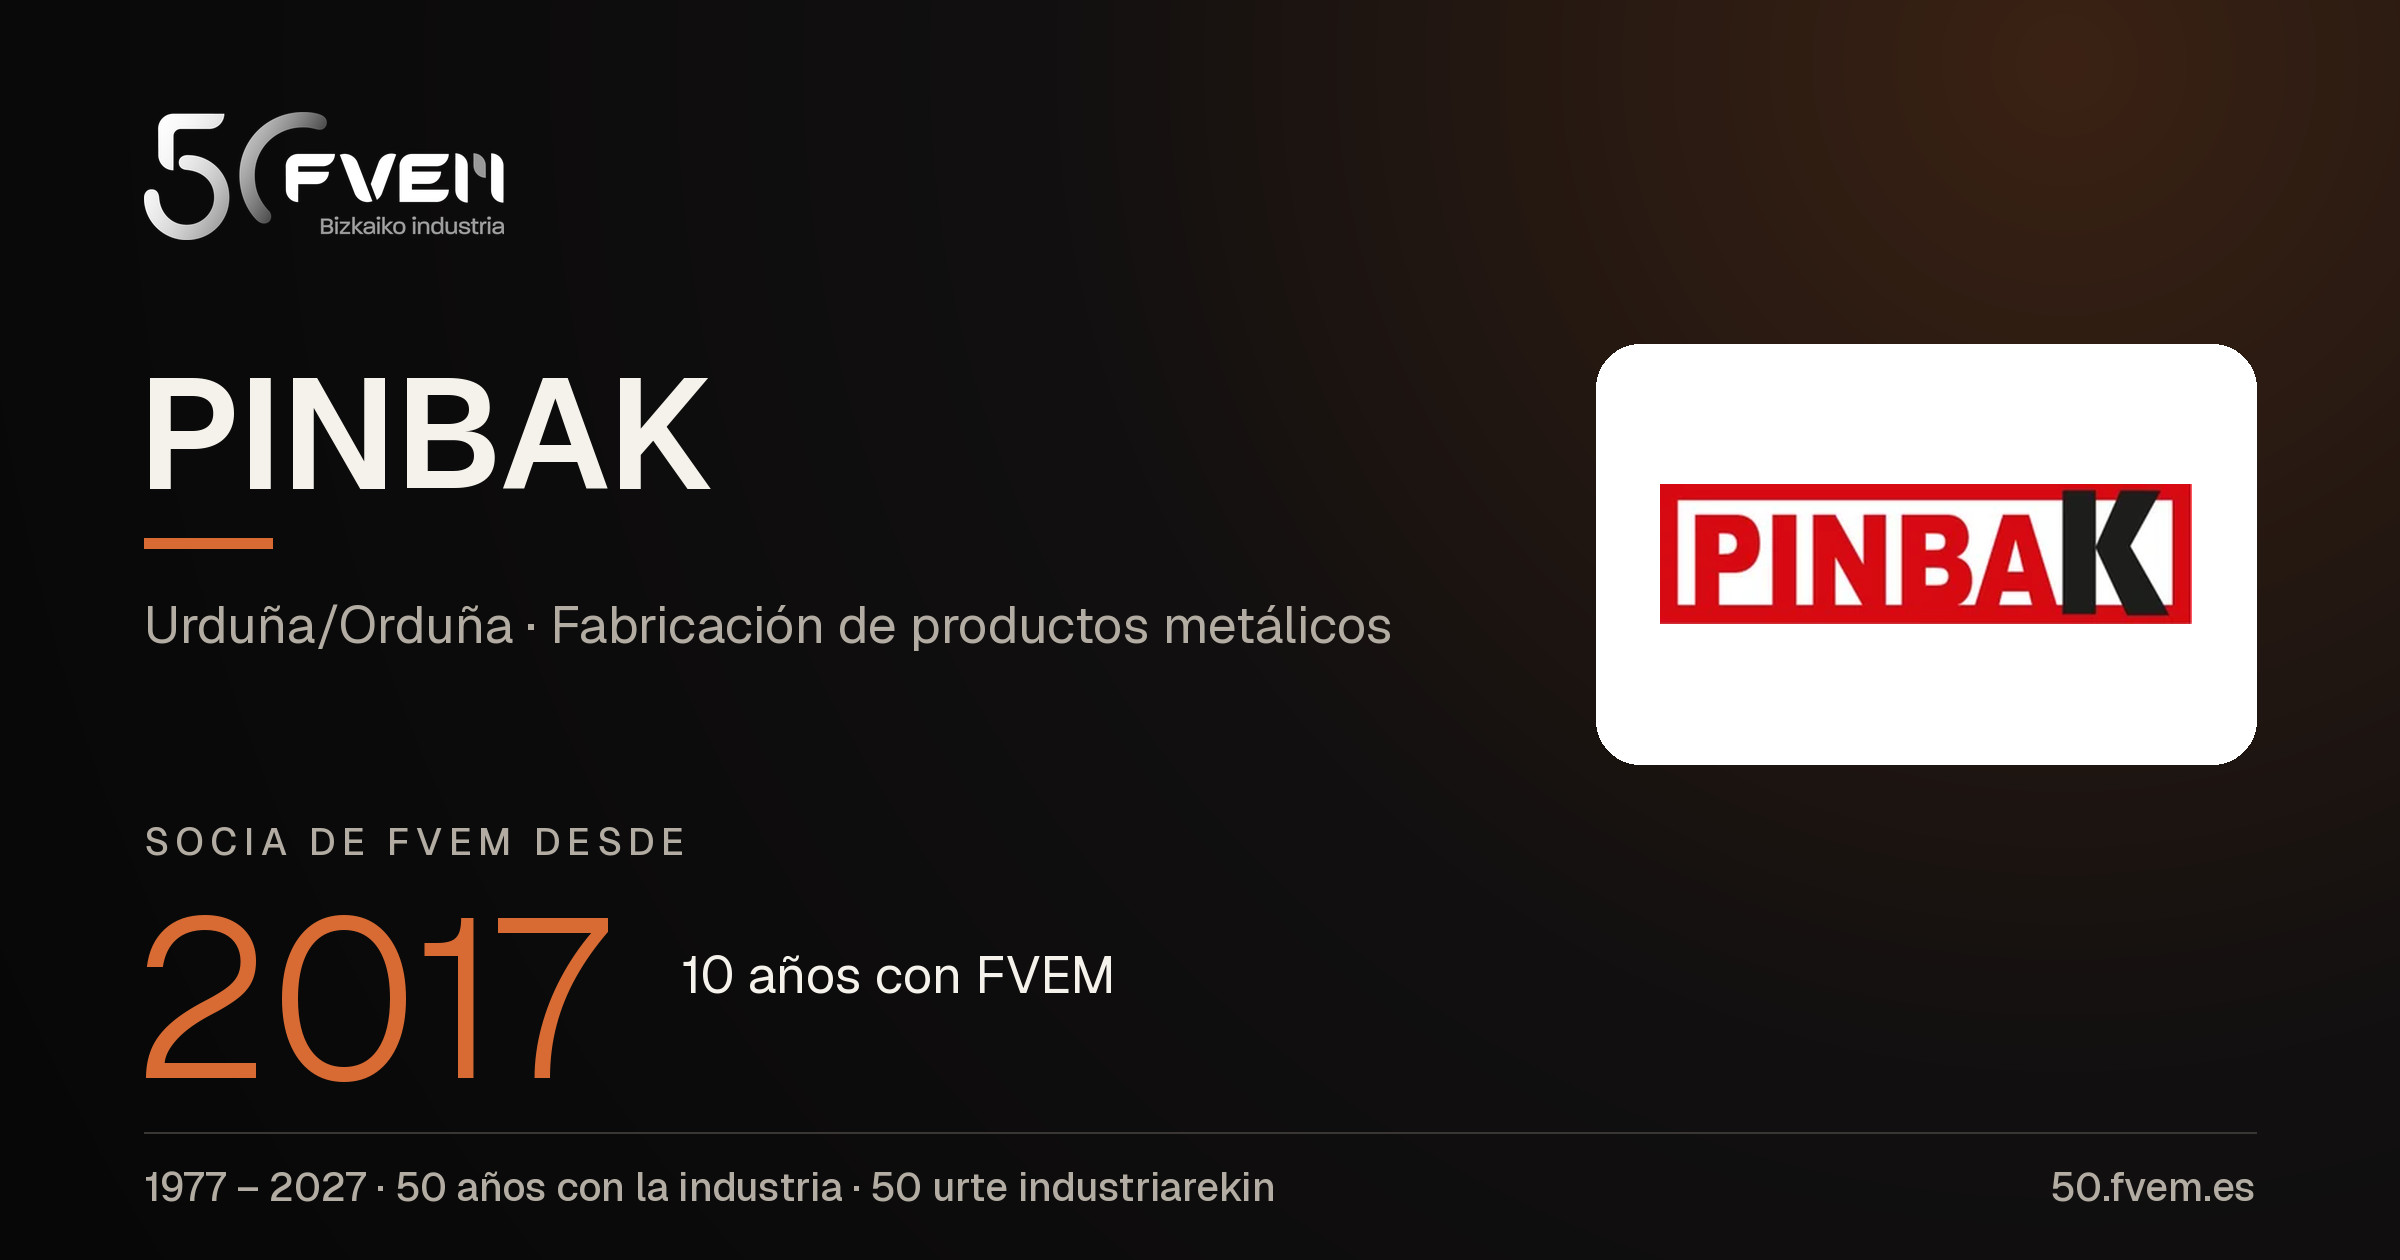 50 FVEM
Bizkaiko industria
PINBAK
Urduña/Orduña · Fabricación de productos metálicos
PINBAK
SOCIA DE FVEM DESDE
2017
10 años con FVEM
1977 – 2027 · 50 años con la industria · 50 urte industriarekin
50.fvem.es